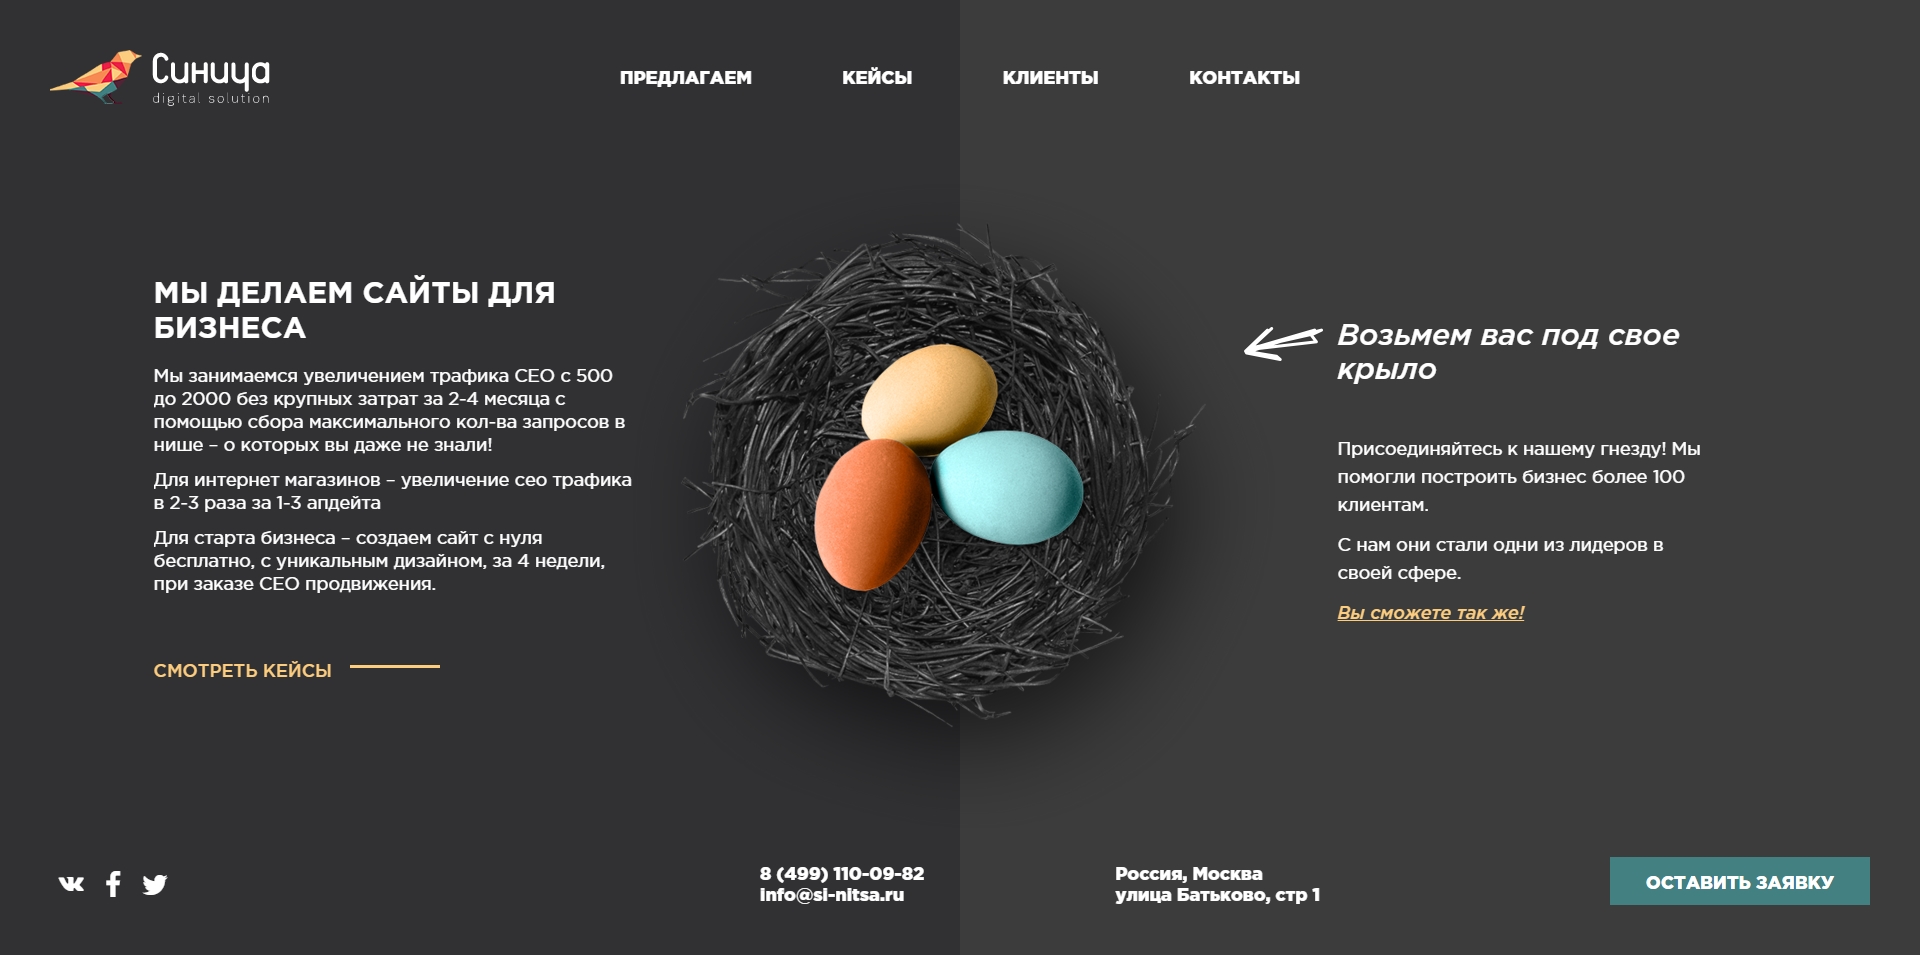 Синица
digital solution
ПРЕДЛАГАЕМ
КЕЙСЫ
КЛИЕНТЫ
КОНТАКТЫ
МЫ ДЕЛАЕМ САЙТЫ ДЛЯ
БИЗНЕСА
Мы занимаемся увеличением трафика СЕО с 500
до 2000 без крупных затрат за 2-4 месяца с
помощью сбора максимального кол-ва запросов в
нише – о которых вы даже не знали!
Для интернет магазинов – увеличение сео трафика
в 2-3 раза за 1-3 апдейта
Для старта бизнеса – создаем сайт с нуля
бесплатно, с уникальным дизайном, за 4 недели,
при заказе СЕО продвижения.
СМОТРЕТЬ КЕЙСЫ
Возьмем вас под свое
крыло
Присоединяйтесь к нашему гнезду! Мы
помогли построить бизнес более 100
клиентам.
С нам они стали одни из лидеров в
своей сфере.
Вы сможете так же!
8 (499) 110-09-82
info@si-nitsa.ru
Россия, Москва
улица Батьково, стр 1
ОСТАВИТЬ ЗАЯВКУ